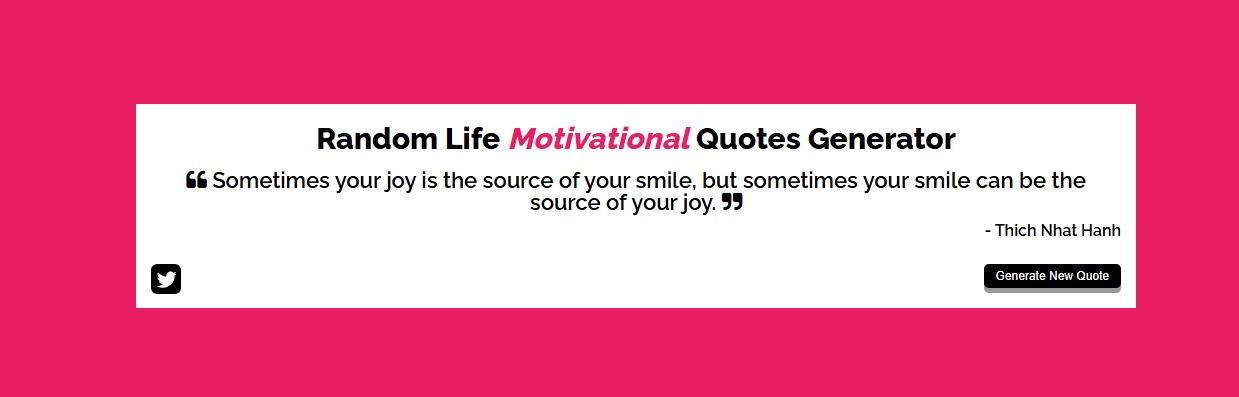 Random Life Motivational Quotes Generator
❝ Sometimes your joy is the source of your smile, but sometimes your smile can be the
source of your joy. ❞
- Thich Nhat Hanh
Generate New Quote